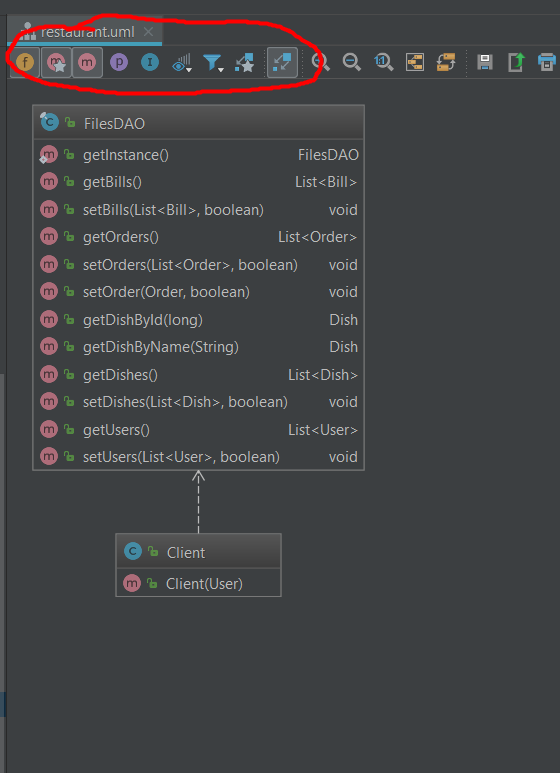 restaurant.uml
f m m p I 1:1
C FilesDAO
m getInstance() FilesDAO
m getBills() List<Bill>
m setBills(List<Bill>, boolean) void
m getOrders() List<Order>
m setOrders(List<Order>, boolean) void
m setOrder(Order, boolean) void
m getDishById(long) Dish
m getDishByName(String) Dish
m getDishes() List<Dish>
m setDishes(List<Dish>, boolean) void
m getUsers() List<User>
m setUsers(List<User>, boolean) void
C Client
m Client(User)